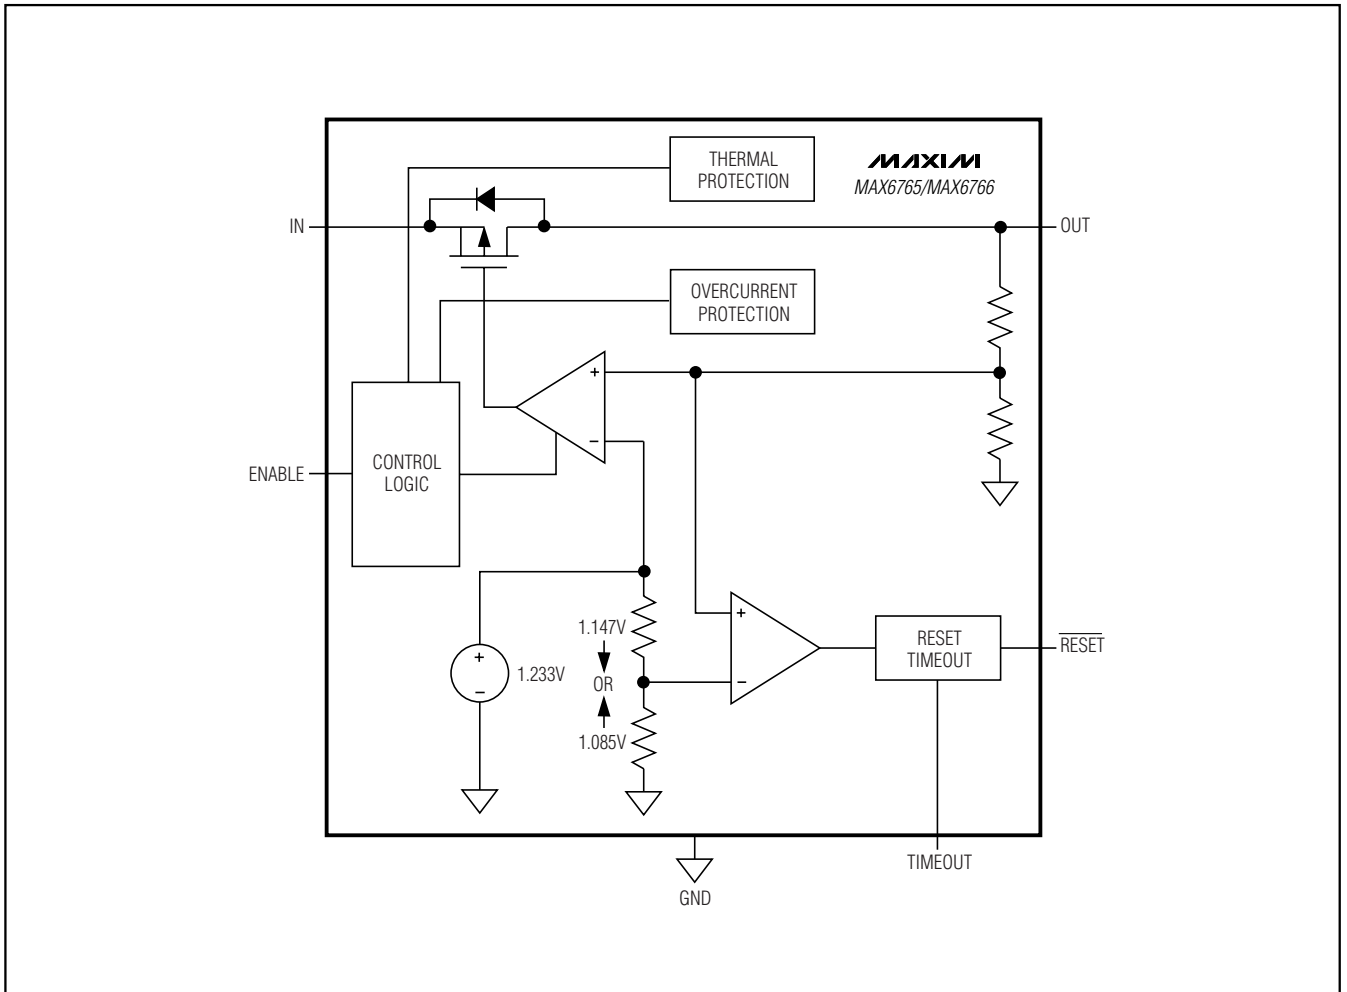 THERMAL
PROTECTION
MAXIM
MAX6765/MAX6766
IN
OUT
OVERCURRENT
PROTECTION
+
−
CONTROL
LOGIC
ENABLE
1.147V
OR
1.085V
+
−
1.233V
+
−
RESET
TIMEOUT
RESET
TIMEOUT
GND